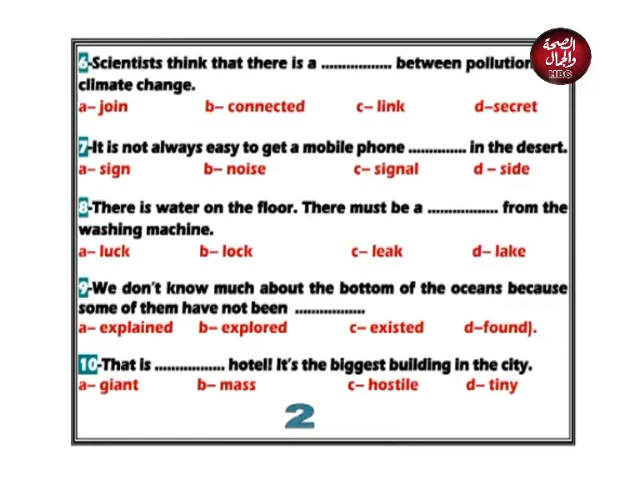 الصحة
والجمال
MBC
6-Scientists think that there is a ................. between pollution
climate change.
a– join b– connected c– link d–secret
7-It is not always easy to get a mobile phone .............. in the desert.
a– sign b– noise c– signal d – side
8-There is water on the floor. There must be a ................. from the
washing machine.
a– luck b– lock c– leak d– lake
9-We don't know much about the bottom of the oceans because
some of them have not been .................
a– explained b– explored c– existed d–found).
10-That is ................. hotel! It's the biggest building in the city.
a– giant b– mass c– hostile d– tiny
2